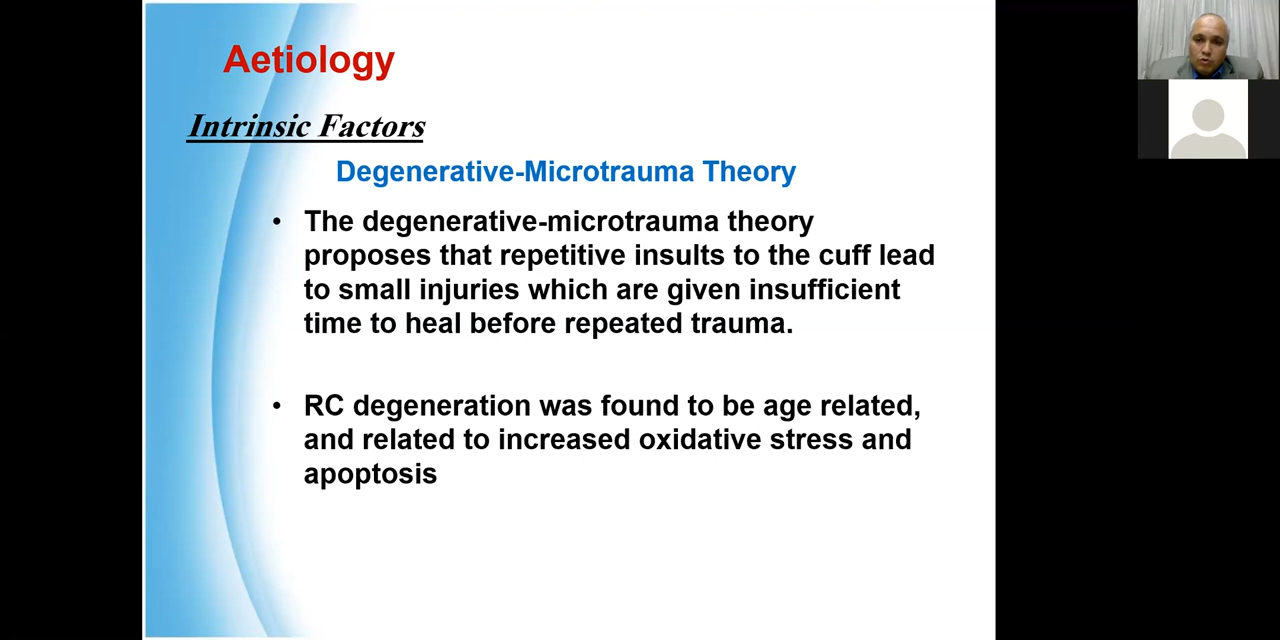 Aetiology
Intrinsic Factors
Degenerative-Microtrauma Theory
• The degenerative-microtrauma theory
proposes that repetitive insults to the cuff lead
to small injuries which are given insufficient
time to heal before repeated trauma.
• RC degeneration was found to be age related,
and related to increased oxidative stress and
apoptosis